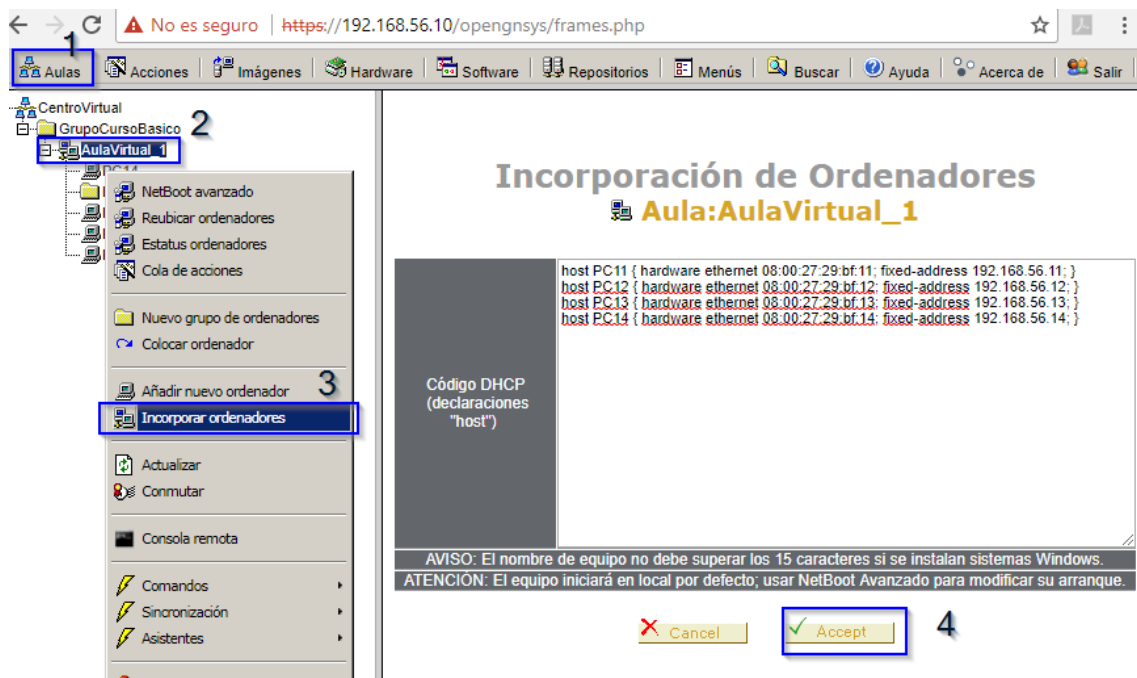 No es seguro | https://192.168.56.10/opengnsys/frames.php
1
Aulas Acciones Imágenes Hardware Software Repositorios Menús Buscar Ayuda Acerca de Salir
CentroVirtual
GrupoCursoBasico 2
AulaVirtual_1
PC14
NetBoot avanzado
Reubicar ordenadores
Estatus ordenadores
Cola de acciones
Nuevo grupo de ordenadores
Colocar ordenador
Añadir nuevo ordenador 3
Incorporar ordenadores
Actualizar
Conmutar
Consola remota
Comandos
Sincronización
Asistentes
Incorporación de Ordenadores
Aula:AulaVirtual_1
Código DHCP
(declaraciones
"host")
host PC11 { hardware ethernet 08:00:27:29:bf:11; fixed-address 192.168.56.11; }
host PC12 { hardware ethernet 08:00:27:29:bf:12; fixed-address 192.168.56.12; }
host PC13 { hardware ethernet 08:00:27:29:bf:13; fixed-address 192.168.56.13; }
host PC14 { hardware ethernet 08:00:27:29:bf:14; fixed-address 192.168.56.14; }
AVISO: El nombre de equipo no debe superar los 15 caracteres si se instalan sistemas Windows.
ATENCIÓN: El equipo iniciará en local por defecto; usar NetBoot Avanzado para modificar su arranque.
Cancel Accept 4